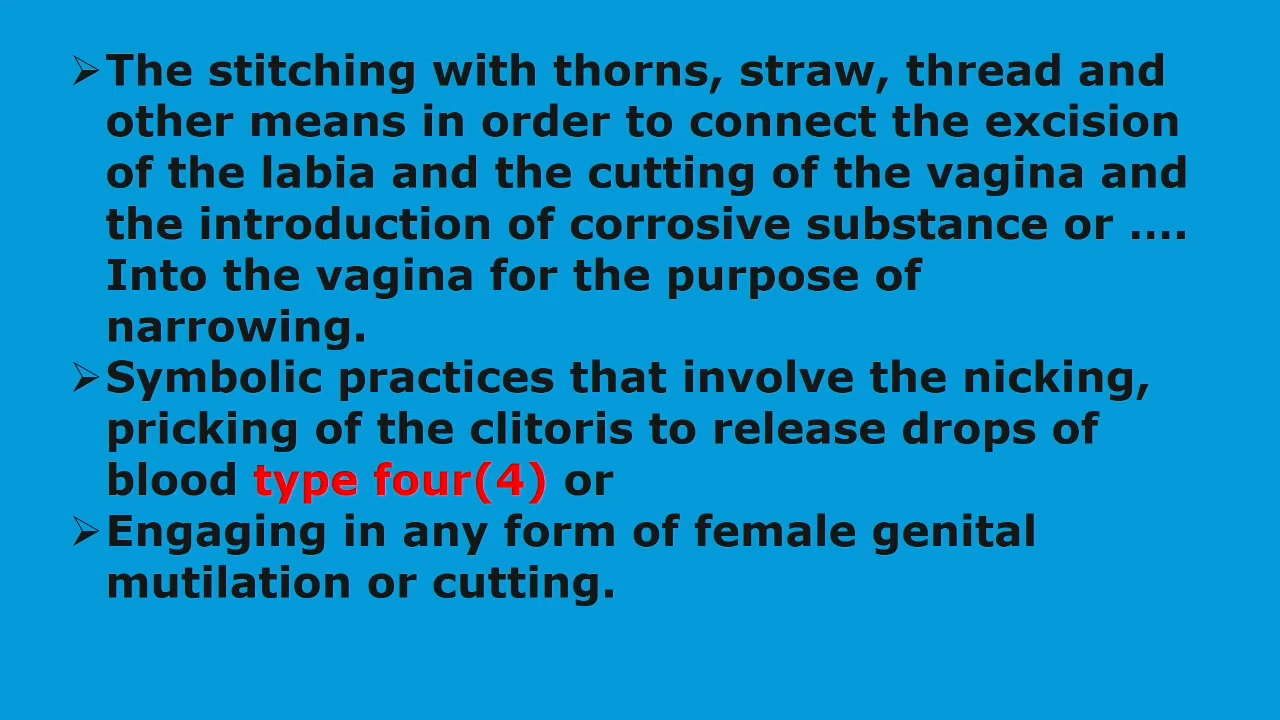 ➢The stitching with thorns, straw, thread and
other means in order to connect the excision
of the labia and the cutting of the vagina and
the introduction of corrosive substance or ....
Into the vagina for the purpose of
narrowing.
➢Symbolic practices that involve the nicking,
pricking of the clitoris to release drops of
blood type four(4) or
➢Engaging in any form of female genital
mutilation or cutting.